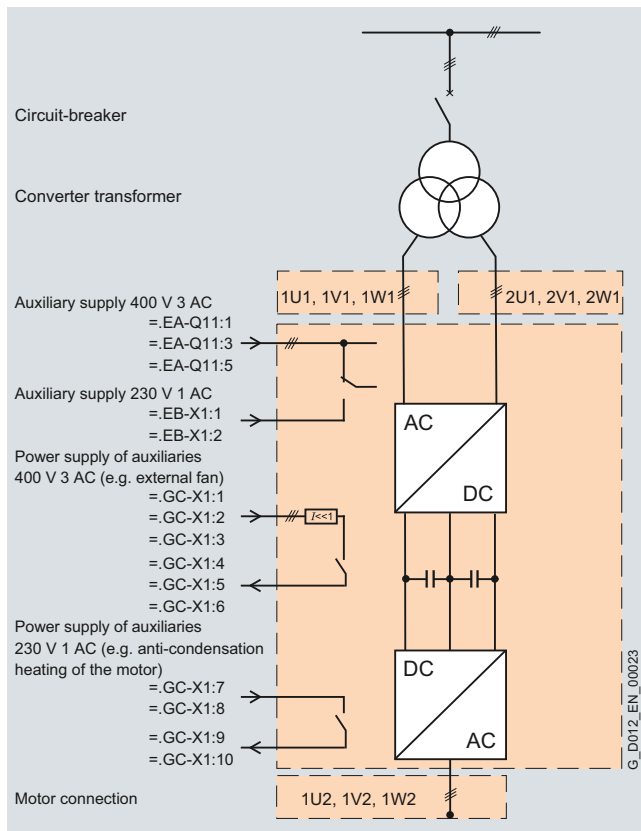 Circuit-breaker
Converter transformer
1U1, 1V1, 1W1
2U1, 2V1, 2W1
Auxiliary supply 400 V 3 AC
=.EA-Q11:1
=.EA-Q11:3
=.EA-Q11:5
Auxiliary supply 230 V 1 AC
=.EB-X1:1
=.EB-X1:2
AC
DC
Power supply of auxiliaries
400 V 3 AC (e.g. external fan)
=.GC-X1:1
=.GC-X1:2
I<<1
=.GC-X1:3
=.GC-X1:4
=.GC-X1:5
=.GC-X1:6
Power supply of auxiliaries
230 V 1 AC (e.g. anti-condensation
heating of the motor)
=.GC-X1:7
=.GC-X1:8
=.GC-X1:9
=.GC-X1:10
DC
AC
G_D012_EN_00023
Motor connection
1U2, 1V2, 1W2